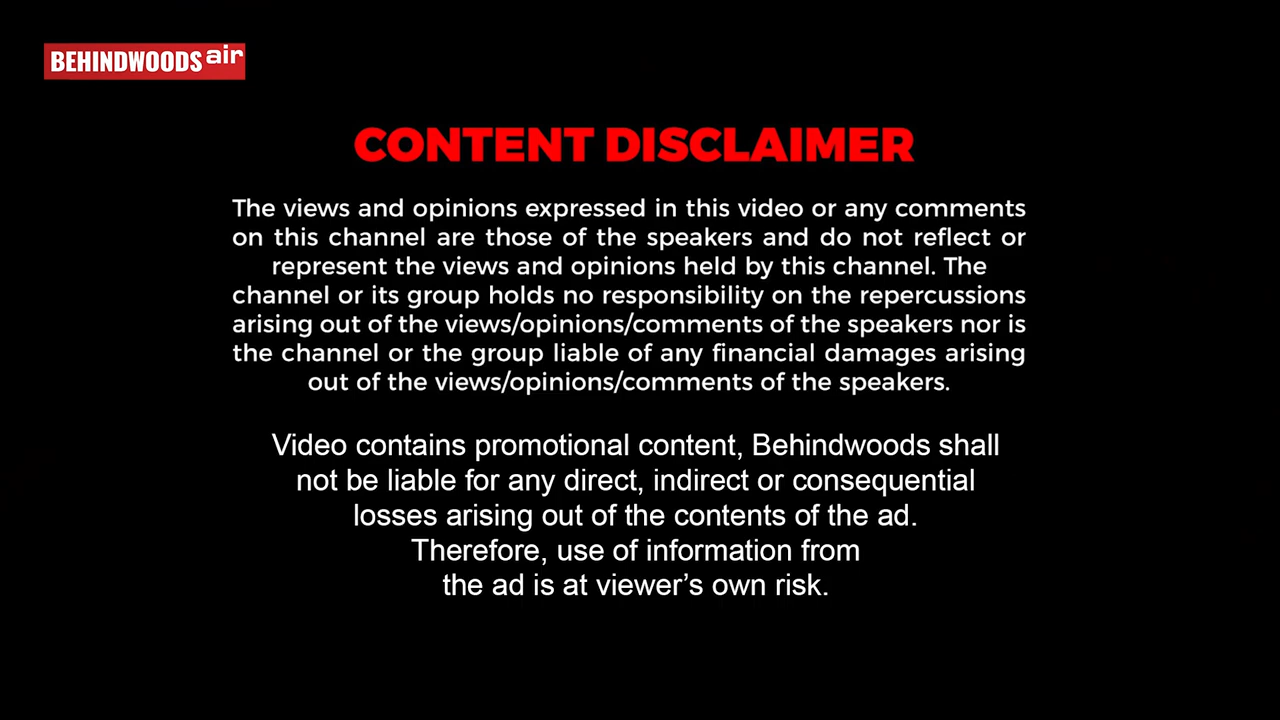 BEHINDWOODS air
CONTENT DISCLAIMER
The views and opinions expressed in this video or any comments
on this channel are those of the speakers and do not reflect or
represent the views and opinions held by this channel. The
channel or its group holds no responsibility on the repercussions
arising out of the views/opinions/comments of the speakers nor is
the channel or the group liable of any financial damages arising
out of the views/opinions/comments of the speakers.
Video contains promotional content, Behindwoods shall
not be liable for any direct, indirect or consequential
losses arising out of the contents of the ad.
Therefore, use of information from
the ad is at viewer’s own risk.